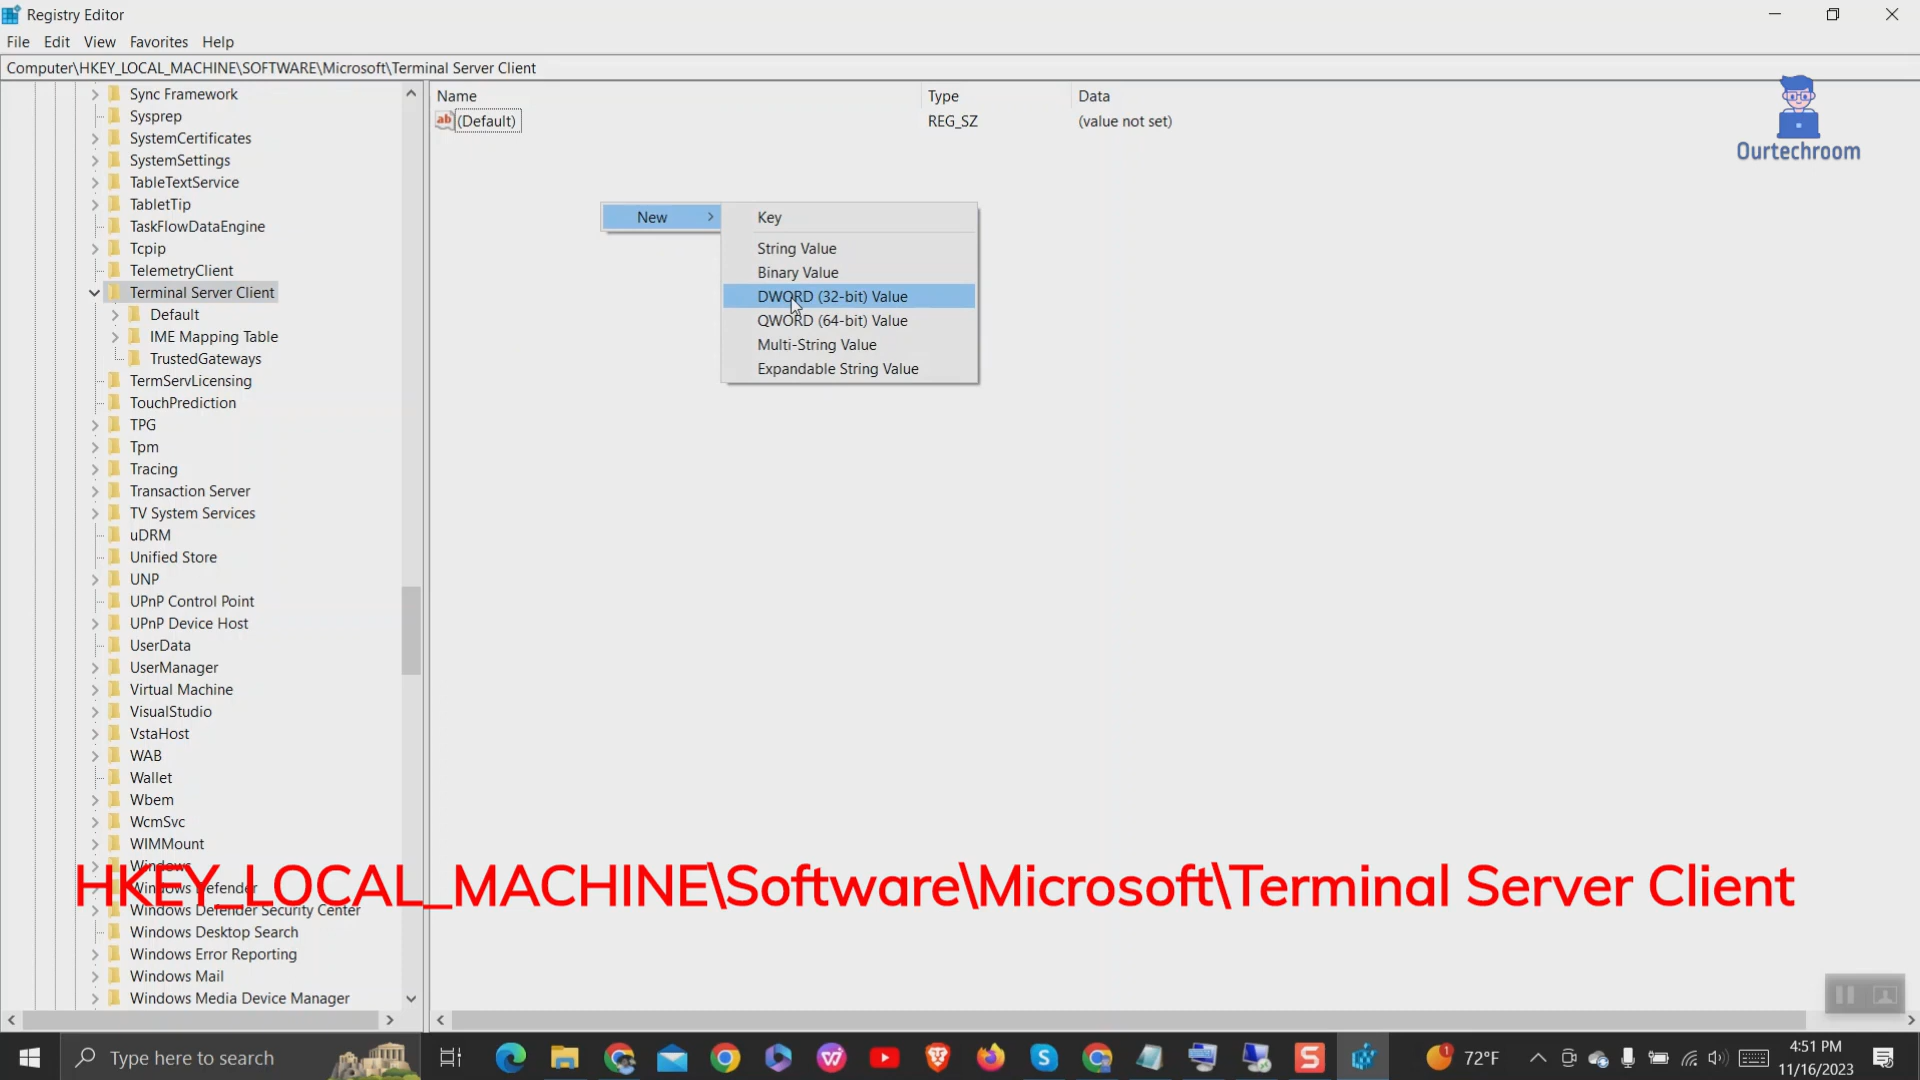 Registry Editor
File Edit View Favorites Help
Computer\HKEY_LOCAL_MACHINE\SOFTWARE\Microsoft\Terminal Server Client
Sync Framework
Sysprep
SystemCertificates
SystemSettings
TableTextService
TabletTip
TaskFlowDataEngine
Tcpip
TelemetryClient
Terminal Server Client
Default
IME Mapping Table
TrustedGateways
TermServLicensing
TouchPrediction
TPG
Tpm
Tracing
Transaction Server
TV System Services
uDRM
Unified Store
UNP
UPnP Control Point
UPnP Device Host
UserData
UserManager
Virtual Machine
VisualStudio
VstaHost
WAB
Wallet
Wbem
WcmSvc
WIMMount
Windows
Windows Defender
Windows Defender Security Center
Windows Desktop Search
Windows Error Reporting
Windows Mail
Windows Media Device Manager
Name Type Data
ab (Default) REG_SZ (value not set)
New
Key
String Value
Binary Value
DWORD (32-bit) Value
QWORD (64-bit) Value
Multi-String Value
Expandable String Value
Ourtechroom
HKEY_LOCAL_MACHINE\Software\Microsoft\Terminal Server Client
Type here to search
72°F
4:51 PM
11/16/2023